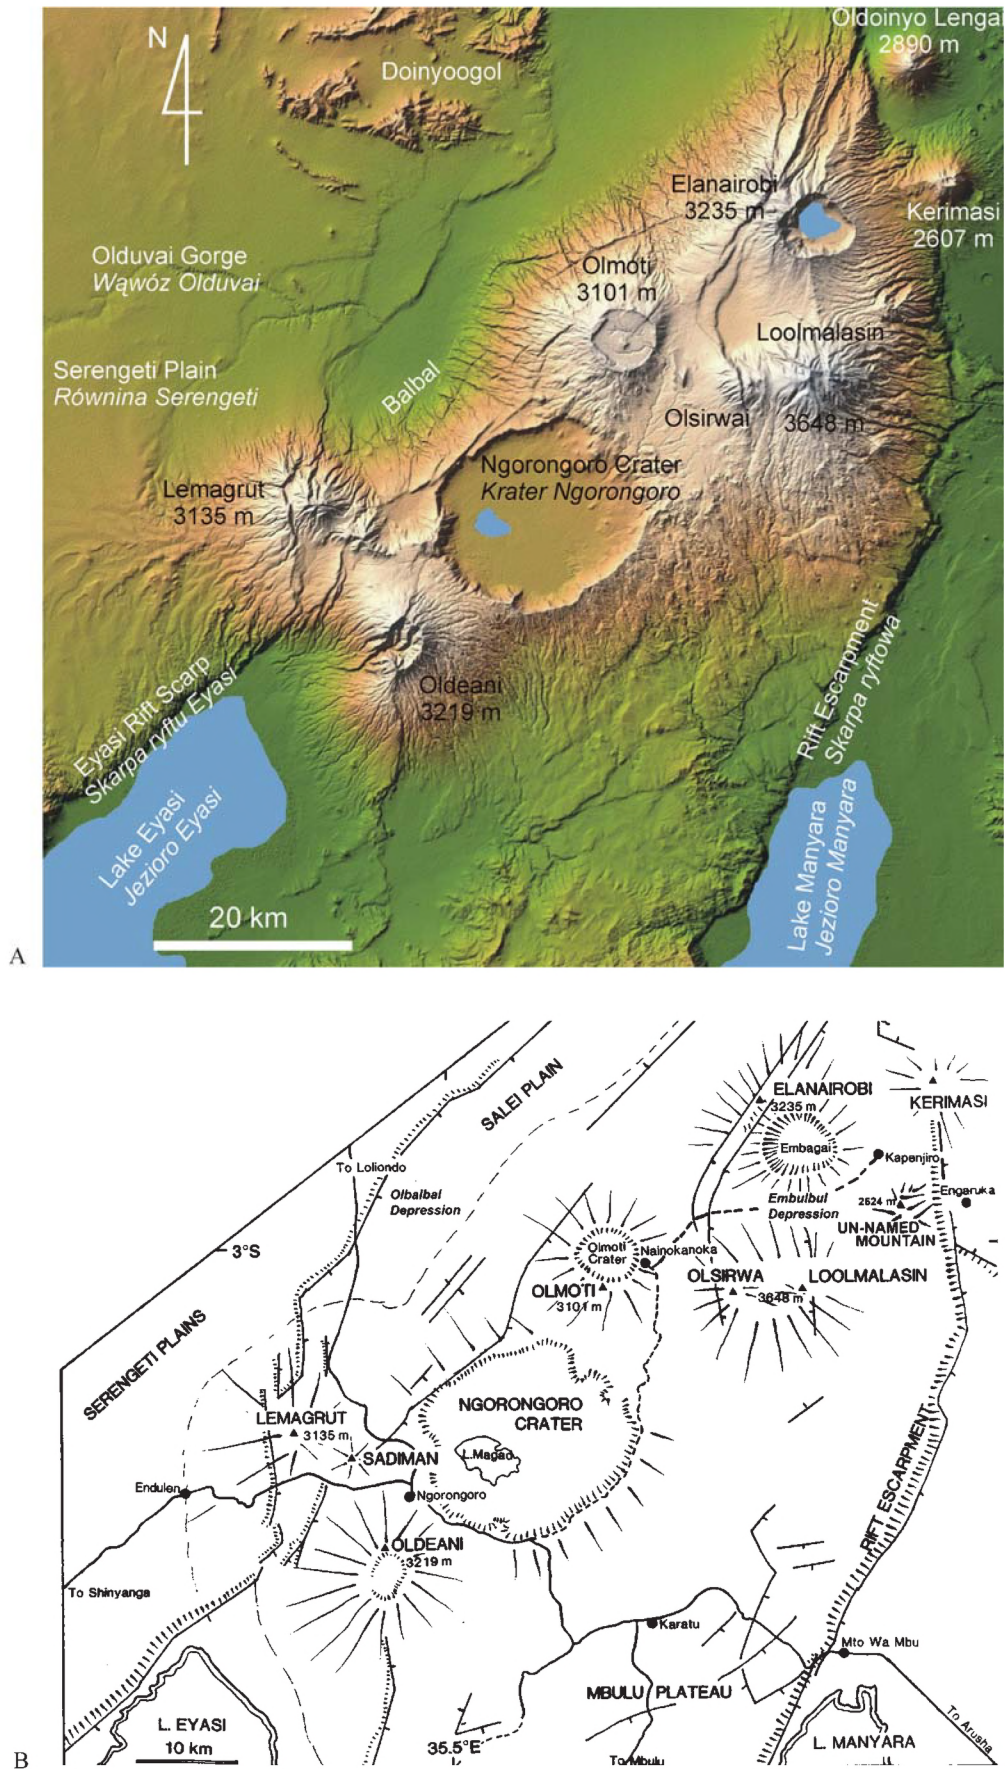 Oldoinyo Lengai
2890 m
N
Doinyoogol
Elanairobi
3235 m
Kerimasi
2607 m
Olduvai Gorge
Wąwóz Olduvai
Olmoti
3101 m
Loolmalasin
3648 m
Serengeti Plain
Równina Serengeti
Balbal
Olsirwai
Ngorongoro Crater
Krater Ngorongoro
Lemagrut
3135 m
Oldeani
3219 m
Eyasi Rift Scarp
Skarpa ryftu Eyasi
Rift Escarpment
Skarpa ryftowa
Lake Eyasi
Jezioro Eyasi
Lake Manyara
Jezioro Manyara
20 km
A
SALEI PLAIN
ELANAIROBI
3235 m
KERIMASI
Embagai
To Loliondo
Kapenjiro
Olbalbal
Depression
Embulbul
Depression
Engaruka
2624 m
UN-NAMED
MOUNTAIN
3°S
Olmoti
Crater
Nainokanoka
OLMOTI
3101 m
OLSIRWA
LOOLMALASIN
3648 m
SERENGETI PLAINS
NGORONGORO
CRATER
LEMAGRUT
3135 m
L.Magad
SADIMAN
Endulen
Ngorongoro
RIFT ESCARPMENT
OLDEANI
3219 m
To Shinyanga
Karatu
Mto Wa Mbu
MBULU PLATEAU
L. EYASI
10 km
35.5°E
To Mbulu
L. MANYARA
To Arusha
B